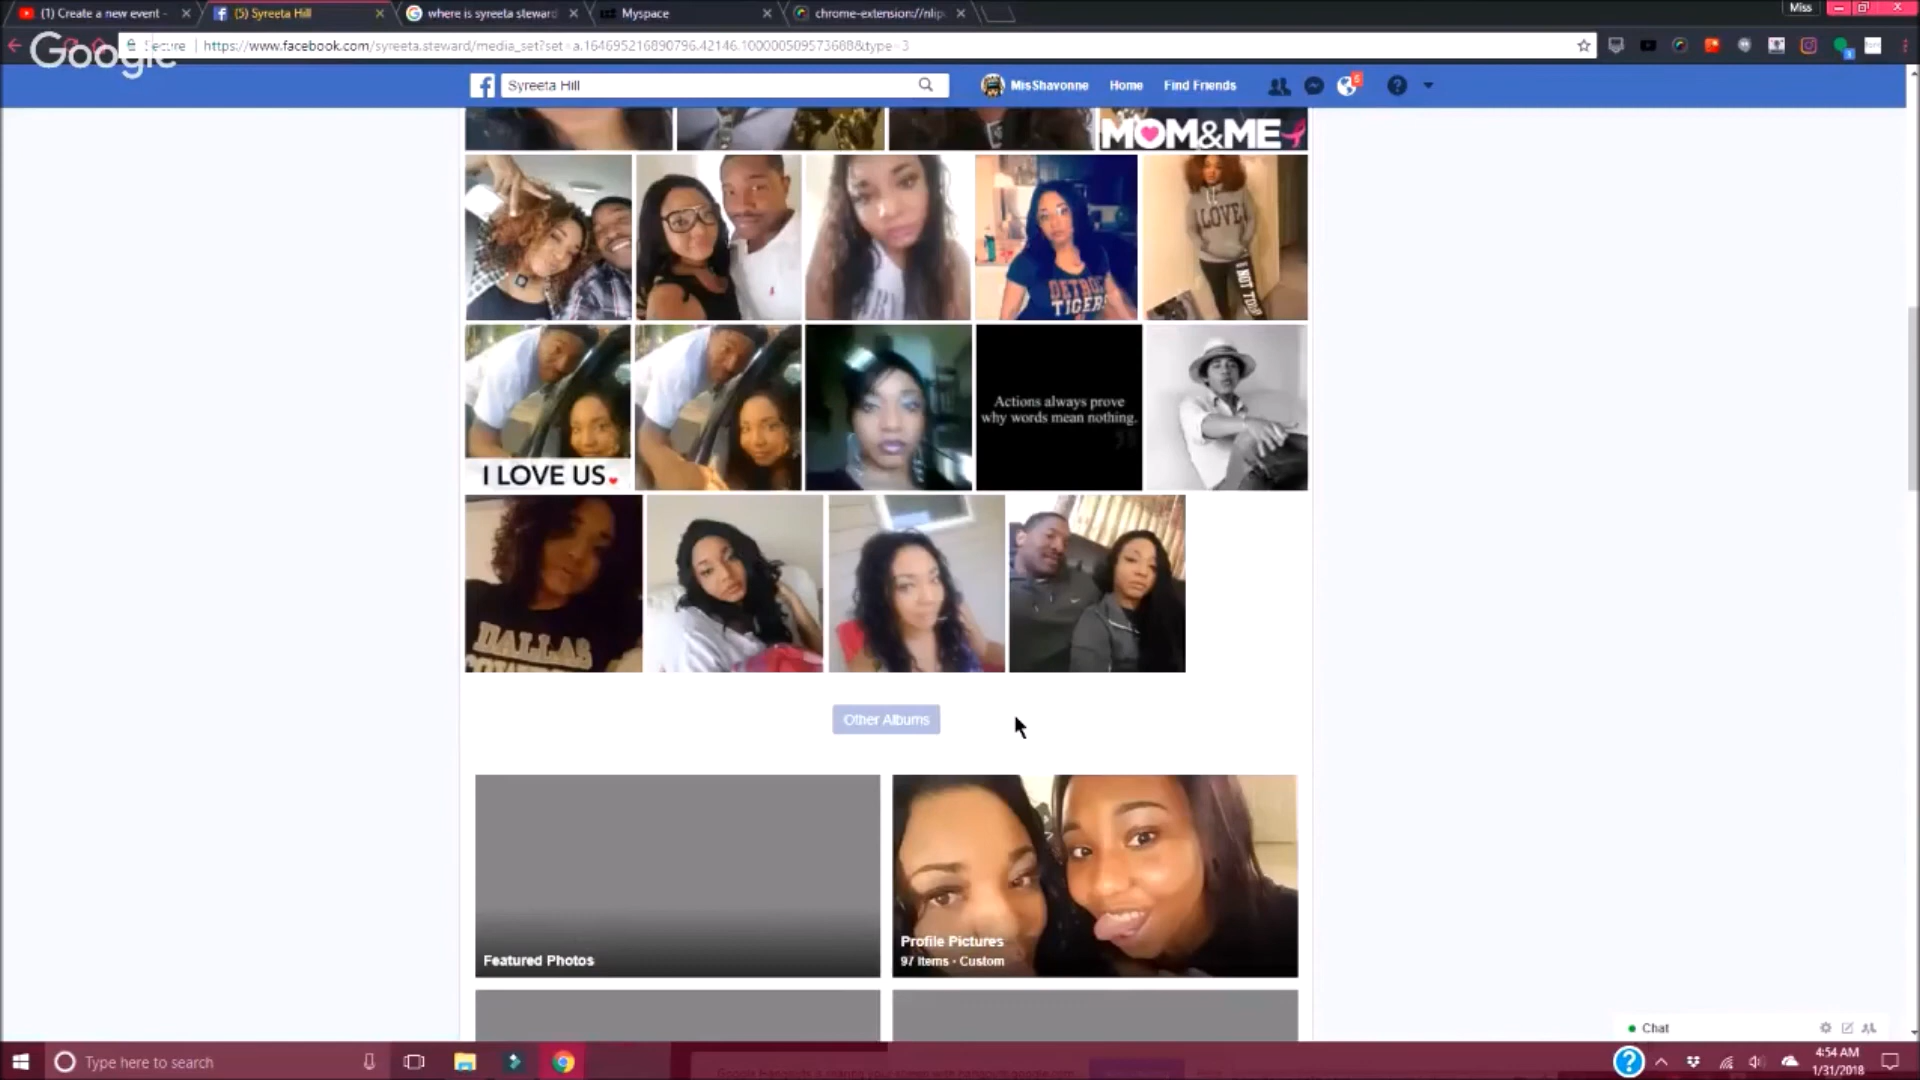 (1) Create a new event -
(5) Syreeta Hill
where is syreeta steward
Myspace
chrome-extension://nlip
Miss
Google
Secure
https://www.facebook.com/syreeta.steward/media_set?set=a.164695216890796.42146.100000509573688&type=3
Syreeta Hill
MisShavonne
Home
Find Friends
MOM&ME
LOVE
DETROIT
TIGERS
I LOVE US
Actions always prove
why words mean nothing.
DALLAS
Other Albums
Featured Photos
Profile Pictures
97 Items · Custom
Chat
Type here to search
4:54 AM
1/31/2018